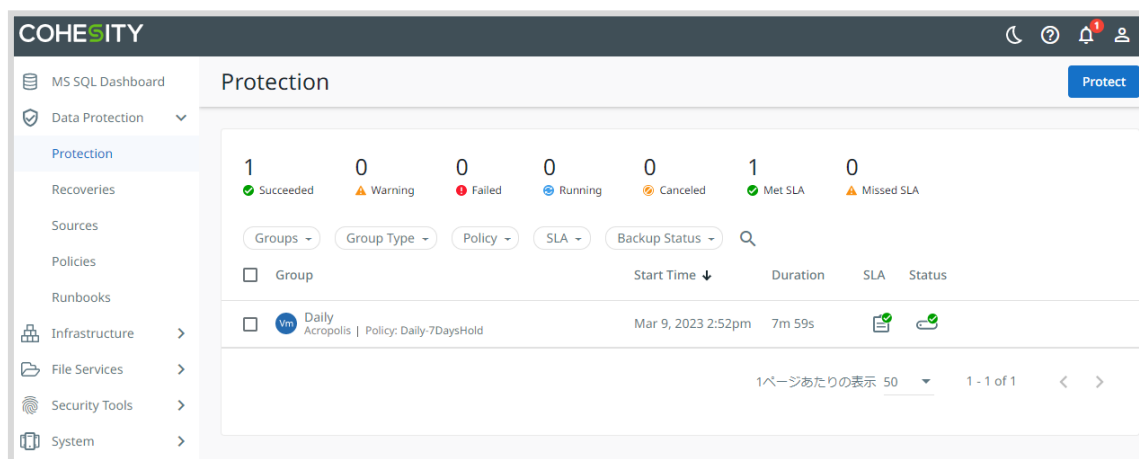 COHESITY
1
MS SQL Dashboard
Protection
Protect
Data Protection
Protection
Recoveries
Sources
Policies
Runbooks
Infrastructure
File Services
Security Tools
System
1 0 0 0 0 1 0
Succeeded Warning Failed Running Canceled Met SLA Missed SLA
Groups Group Type Policy SLA Backup Status
Group Start Time Duration SLA Status
Vm Daily
Acropolis | Policy: Daily-7DaysHold
Mar 9, 2023 2:52pm 7m 59s
1ページあたりの表示 50 1 - 1 of 1